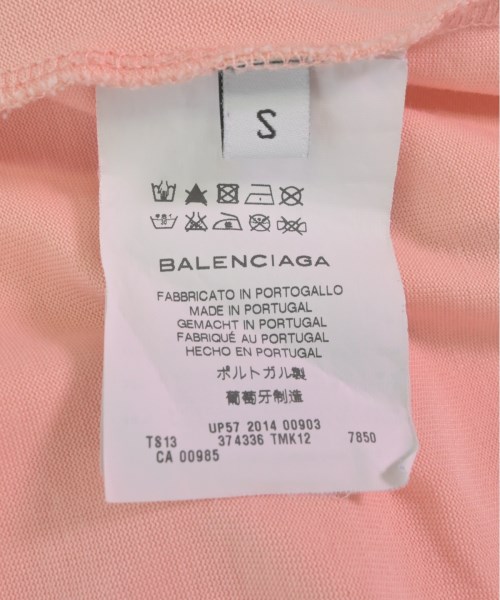 S
BALENCIAGA
FABBRICATO IN PORTOGALLO
MADE IN PORTUGAL
GEMACHT IN PORTUGAL
FABRIQUÉ AU PORTUGAL
HECHO EN PORTUGAL
ポルトガル製
葡萄牙制造
UP57 2014 00903
TS13 374336 TMK12 7850
CA 00985